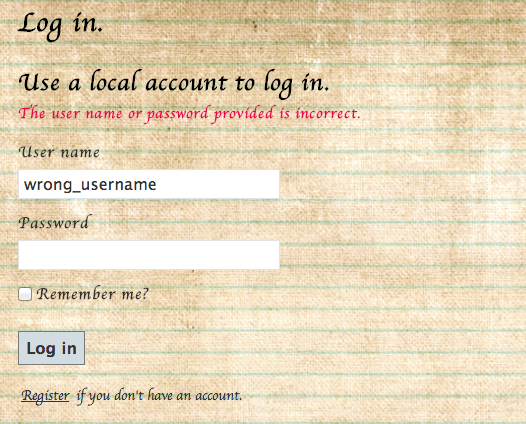 Log in.
Use a local account to log in.
The user name or password provided is incorrect.
User name
wrong_username
Password
Remember me?
Log in
Register if you don't have an account.